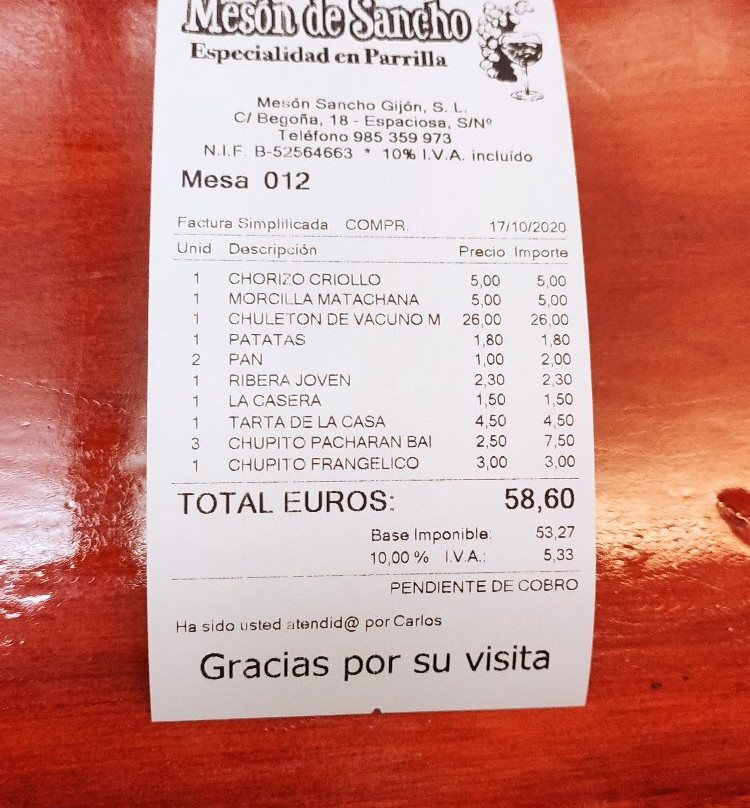 Mesón de Sancho
Especialidad en Parrilla
Mesón Sancho Gijón, S. L.
C/ Begoña, 18 - Espaciosa, S/Nº
Teléfono 985 359 973
N.I.F. B-52564663 * 10% I.V.A. incluído
Mesa 012
Factura Simplificada COMPR. 17/10/2020
Unid Descripción Precio Importe
1 CHORIZO CRIOLLO 5,00 5,00
1 MORCILLA MATACHANA 5,00 5,00
1 CHULETON DE VACUNO M 26,00 26,00
1 PATATAS 1,80 1,80
2 PAN 1,00 2,00
1 RIBERA JOVEN 2,30 2,30
1 LA CASERA 1,50 1,50
1 TARTA DE LA CASA 4,50 4,50
3 CHUPITO PACHARAN BAI 2,50 7,50
1 CHUPITO FRANGELICO 3,00 3,00
TOTAL EUROS: 58,60
Base Imponible: 53,27
10,00 % I.V.A.: 5,33
PENDIENTE DE COBRO
Ha sido usted atendid@ por Carlos
Gracias por su visita